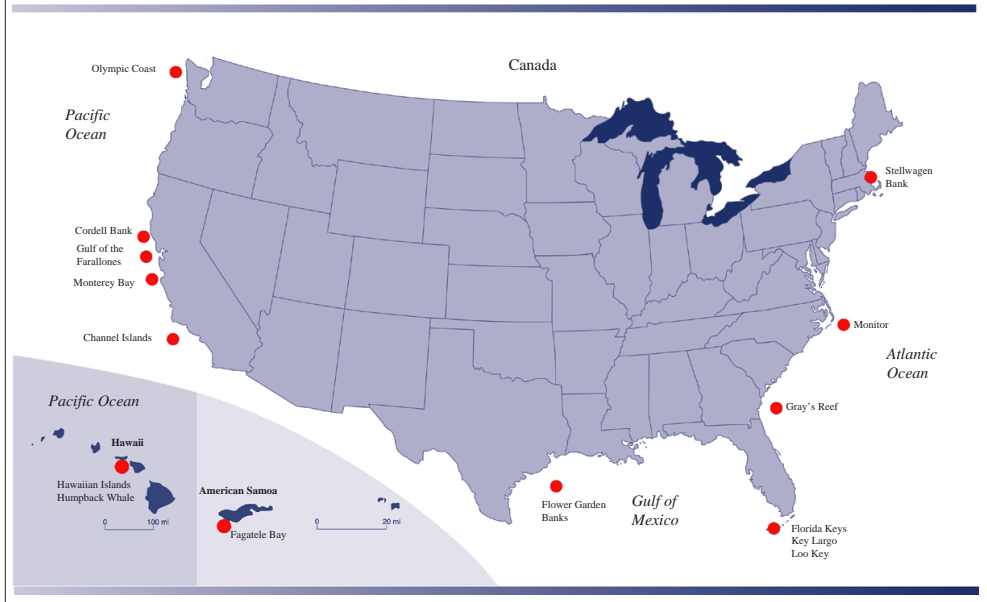 Canada
Olympic Coast
Pacific
Ocean
Stellwagen
Bank
Cordell Bank
Gulf of the
Farallones
Monterey Bay
Monitor
Channel Islands
Atlantic
Ocean
Pacific Ocean
Gray's Reef
Hawaii
Hawaiian Islands
Humpback Whale
0 100 mi
American Samoa
Fagatele Bay
0 20 mi
Flower Garden
Banks
Gulf of
Mexico
Florida Keys
Key Largo
Loo Key